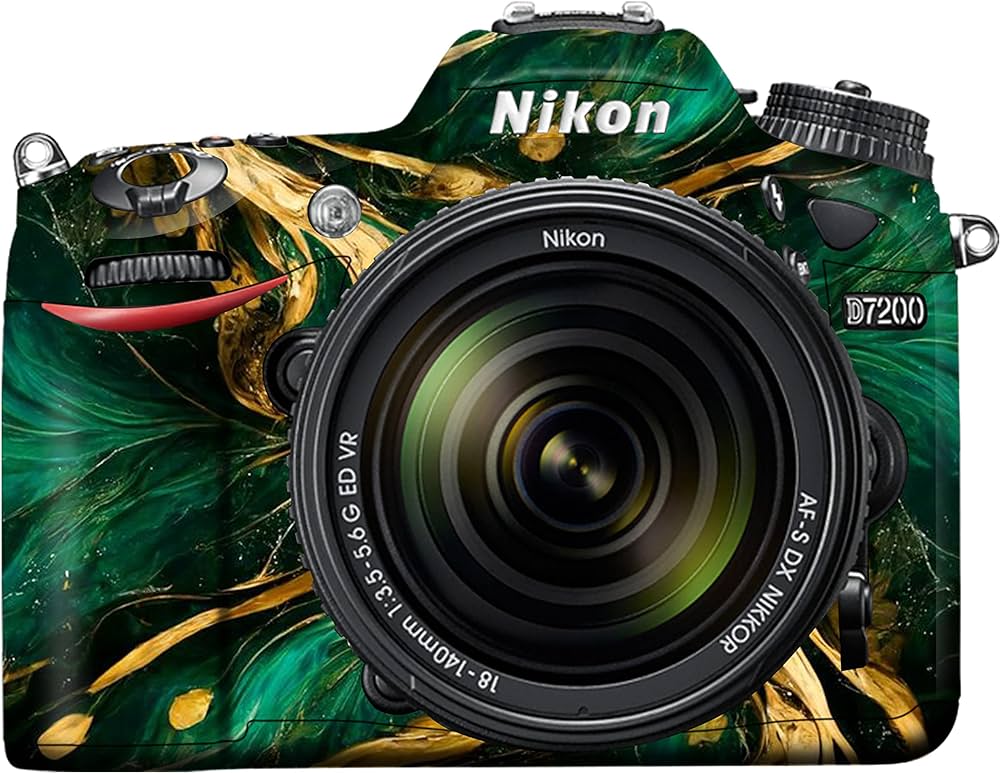 Nikon
Nikon
D7200
18-140mm 1:3.5-5.6G ED VR
AF-S DX NIKKOR